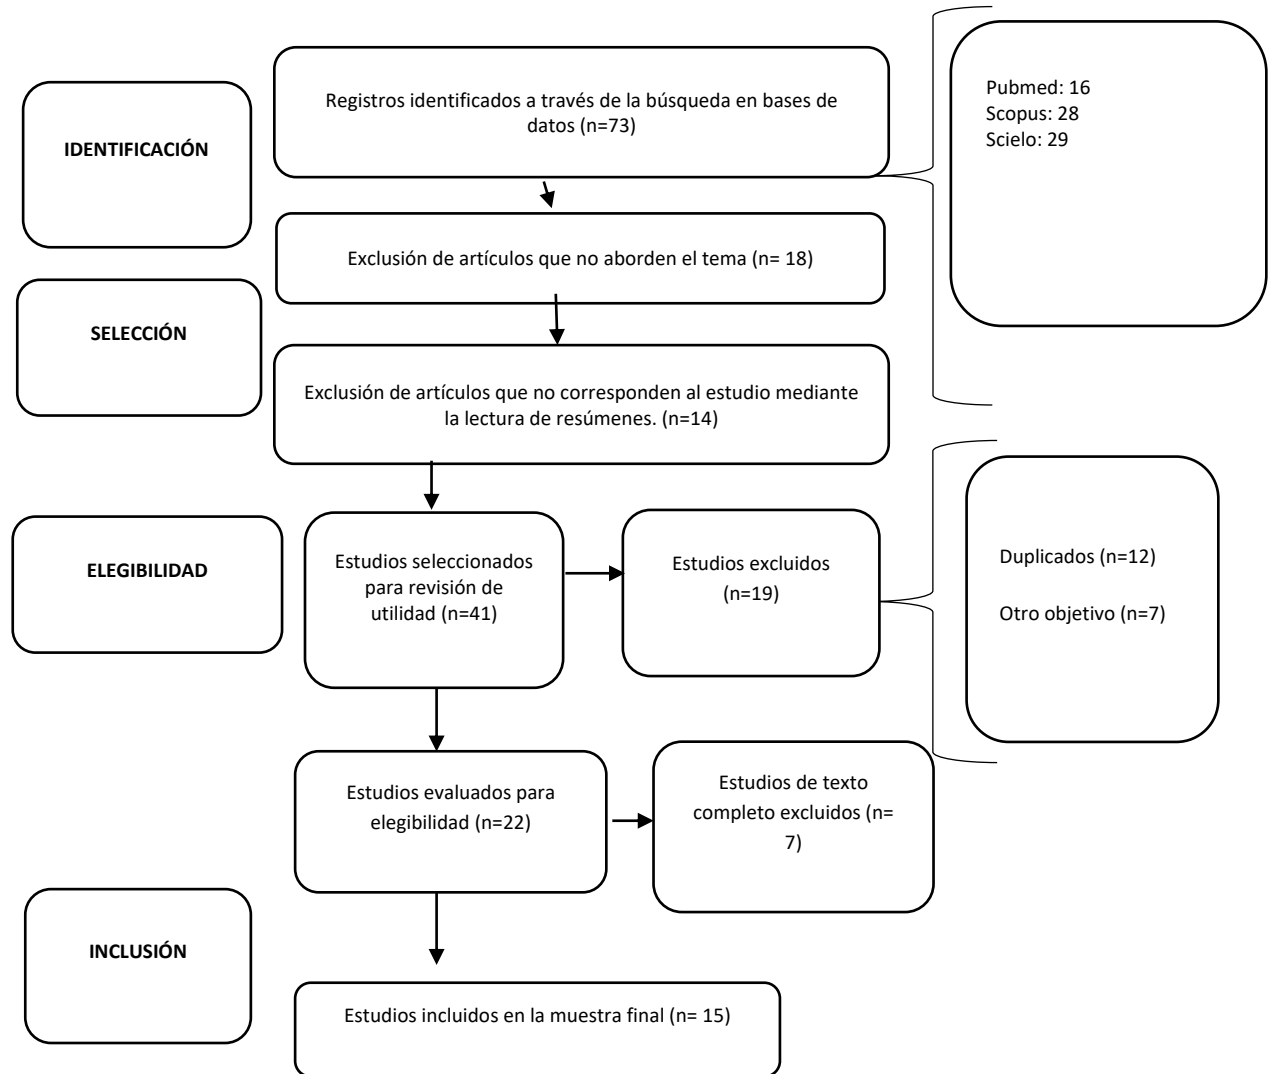 IDENTIFICACIÓN
Registros identificados a través de la búsqueda en bases de
datos (n=73)
Pubmed: 16
Scopus: 28
Scielo: 29
Exclusión de artículos que no aborden el tema (n= 18)
SELECCIÓN
Exclusión de artículos que no corresponden al estudio mediante
la lectura de resúmenes. (n=14)
ELEGIBILIDAD
Estudios seleccionados
para revisión de
utilidad (n=41)
Estudios excluidos
(n=19)
Duplicados (n=12)
Otro objetivo (n=7)
Estudios evaluados para
elegibilidad (n=22)
Estudios de texto
completo excluidos (n=
7)
INCLUSIÓN
Estudios incluidos en la muestra final (n= 15)